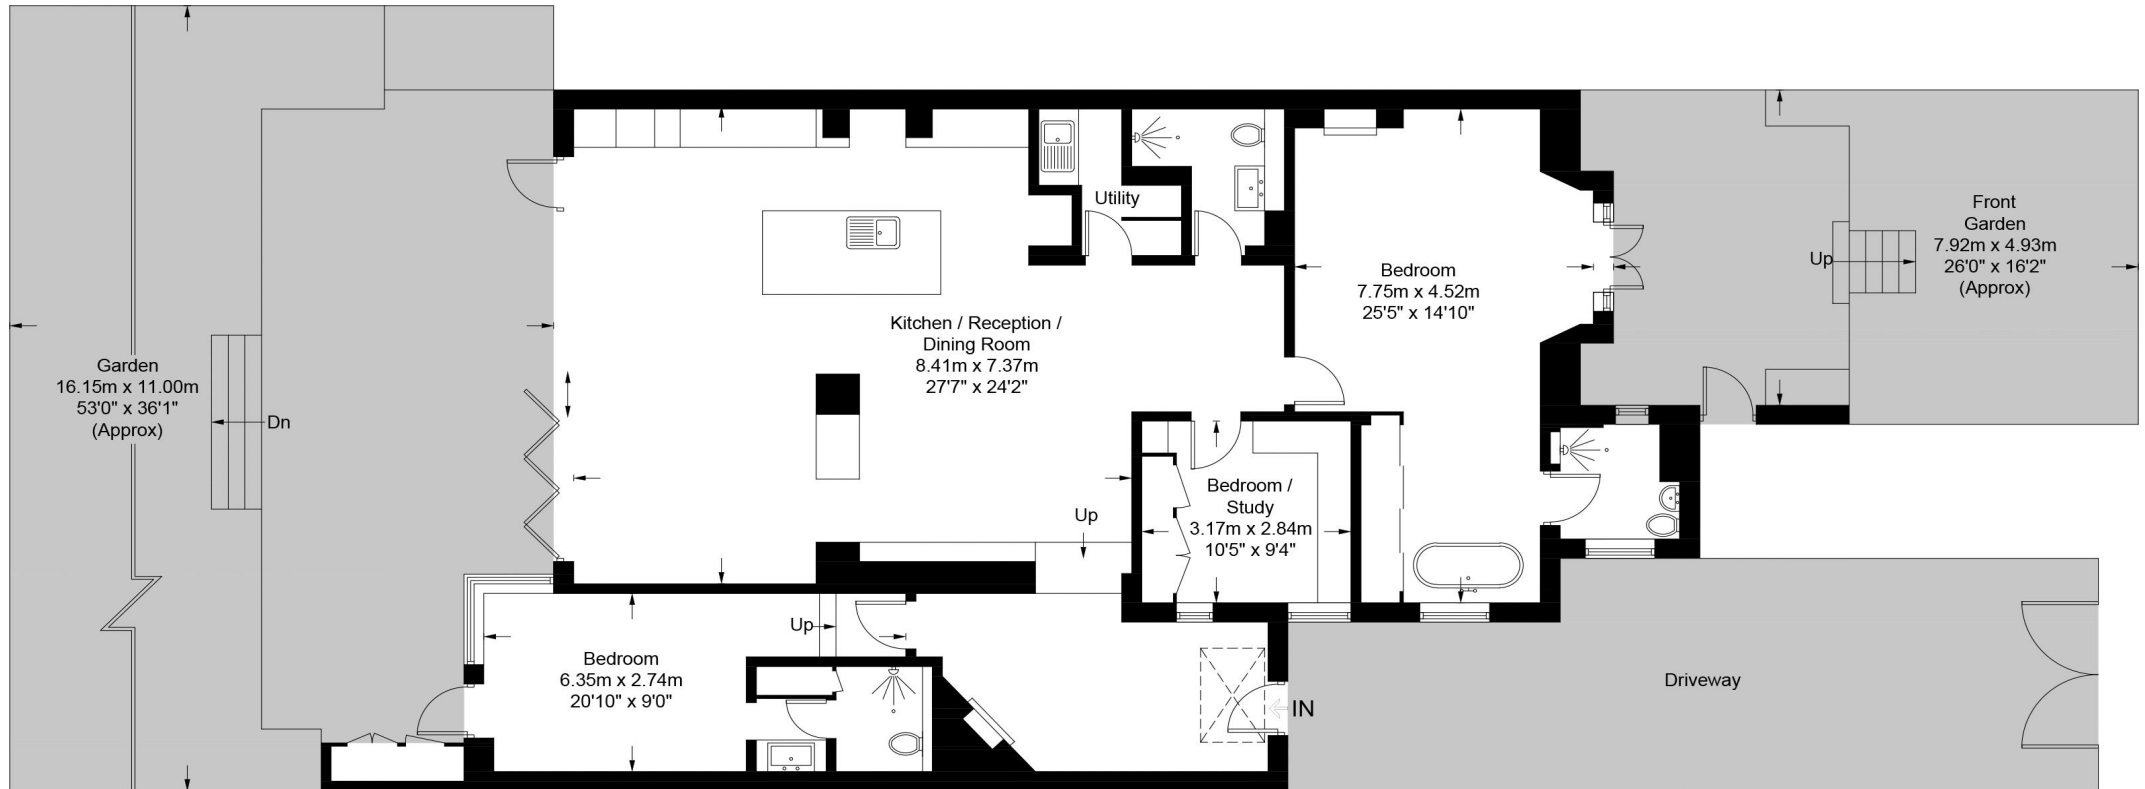 Garden
16.15m x 11.00m
53'0" x 36'1"
(Approx)
Dn
Kitchen / Reception /
Dining Room
8.41m x 7.37m
27'7" x 24'2"
Utility
Bedroom
7.75m x 4.52m
25'5" x 14'10"
Up
Front
Garden
7.92m x 4.93m
26'0" x 16'2"
(Approx)
Up
Bedroom /
Study
3.17m x 2.84m
10'5" x 9'4"
Up
Bedroom
6.35m x 2.74m
20'10" x 9'0"
IN
Driveway